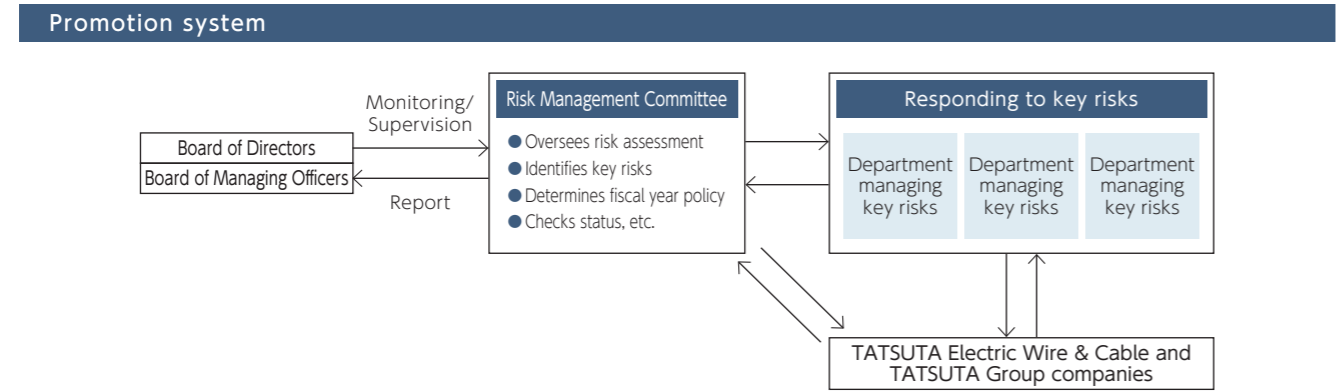 Promotion system
Board of Directors
Board of Managing Officers
Monitoring/
Supervision
Report
Risk Management Committee
● Oversees risk assessment
● Identifies key risks
● Determines fiscal year policy
● Checks status, etc.
Responding to key risks
Department
managing
key risks
Department
managing
key risks
Department
managing
key risks
TATSUTA Electric Wire & Cable and
TATSUTA Group companies